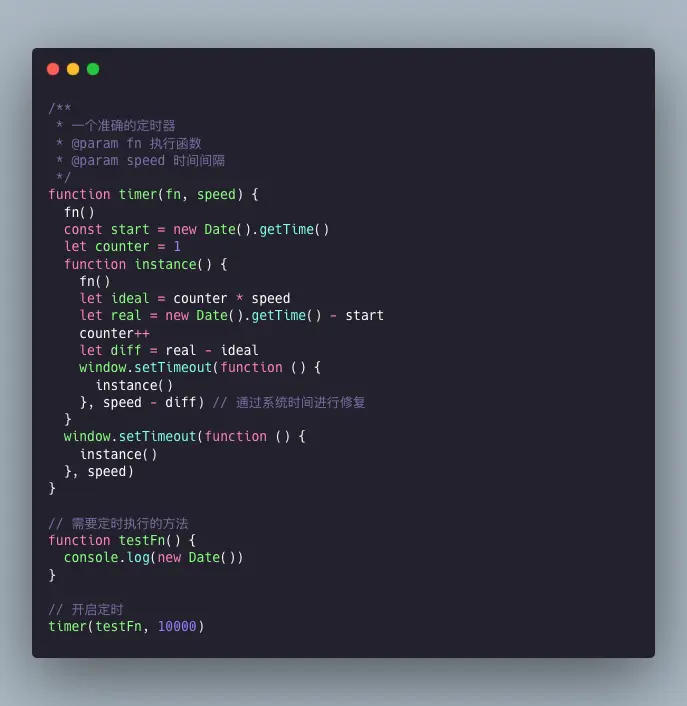 /**
 * 一个准确的定时器
 * @param fn 执行函数
 * @param speed 时间间隔
 */
function timer(fn, speed) {
  fn()
  const start = new Date().getTime()
  let counter = 1
  function instance() {
    fn()
    let ideal = counter * speed
    let real = new Date().getTime() - start
    counter++
    let diff = real - ideal
    window.setTimeout(function () {
      instance()
    }, speed - diff) // 通过系统时间进行修复
  }
  window.setTimeout(function () {
    instance()
  }, speed)
}

// 需要定时执行的方法
function testFn() {
  console.log(new Date())
}

// 开启定时
timer(testFn, 10000)